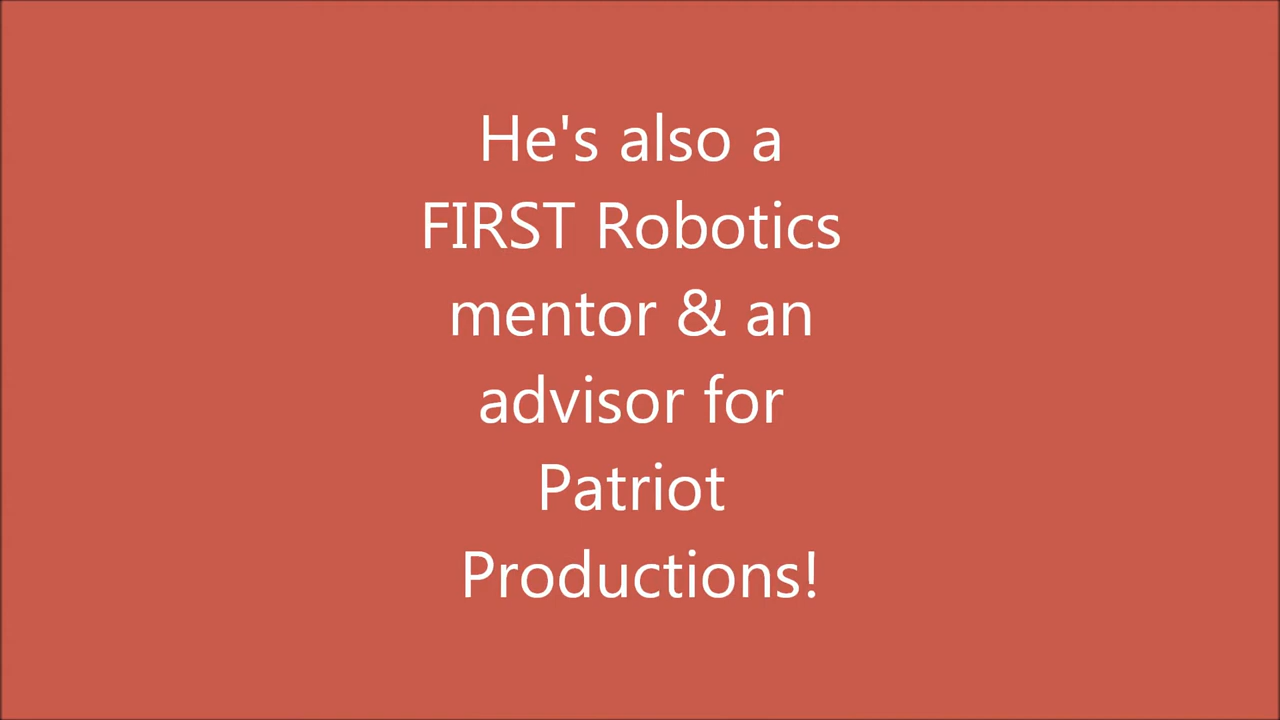 He's also a
FIRST Robotics
mentor & an
advisor for
Patriot
Productions!